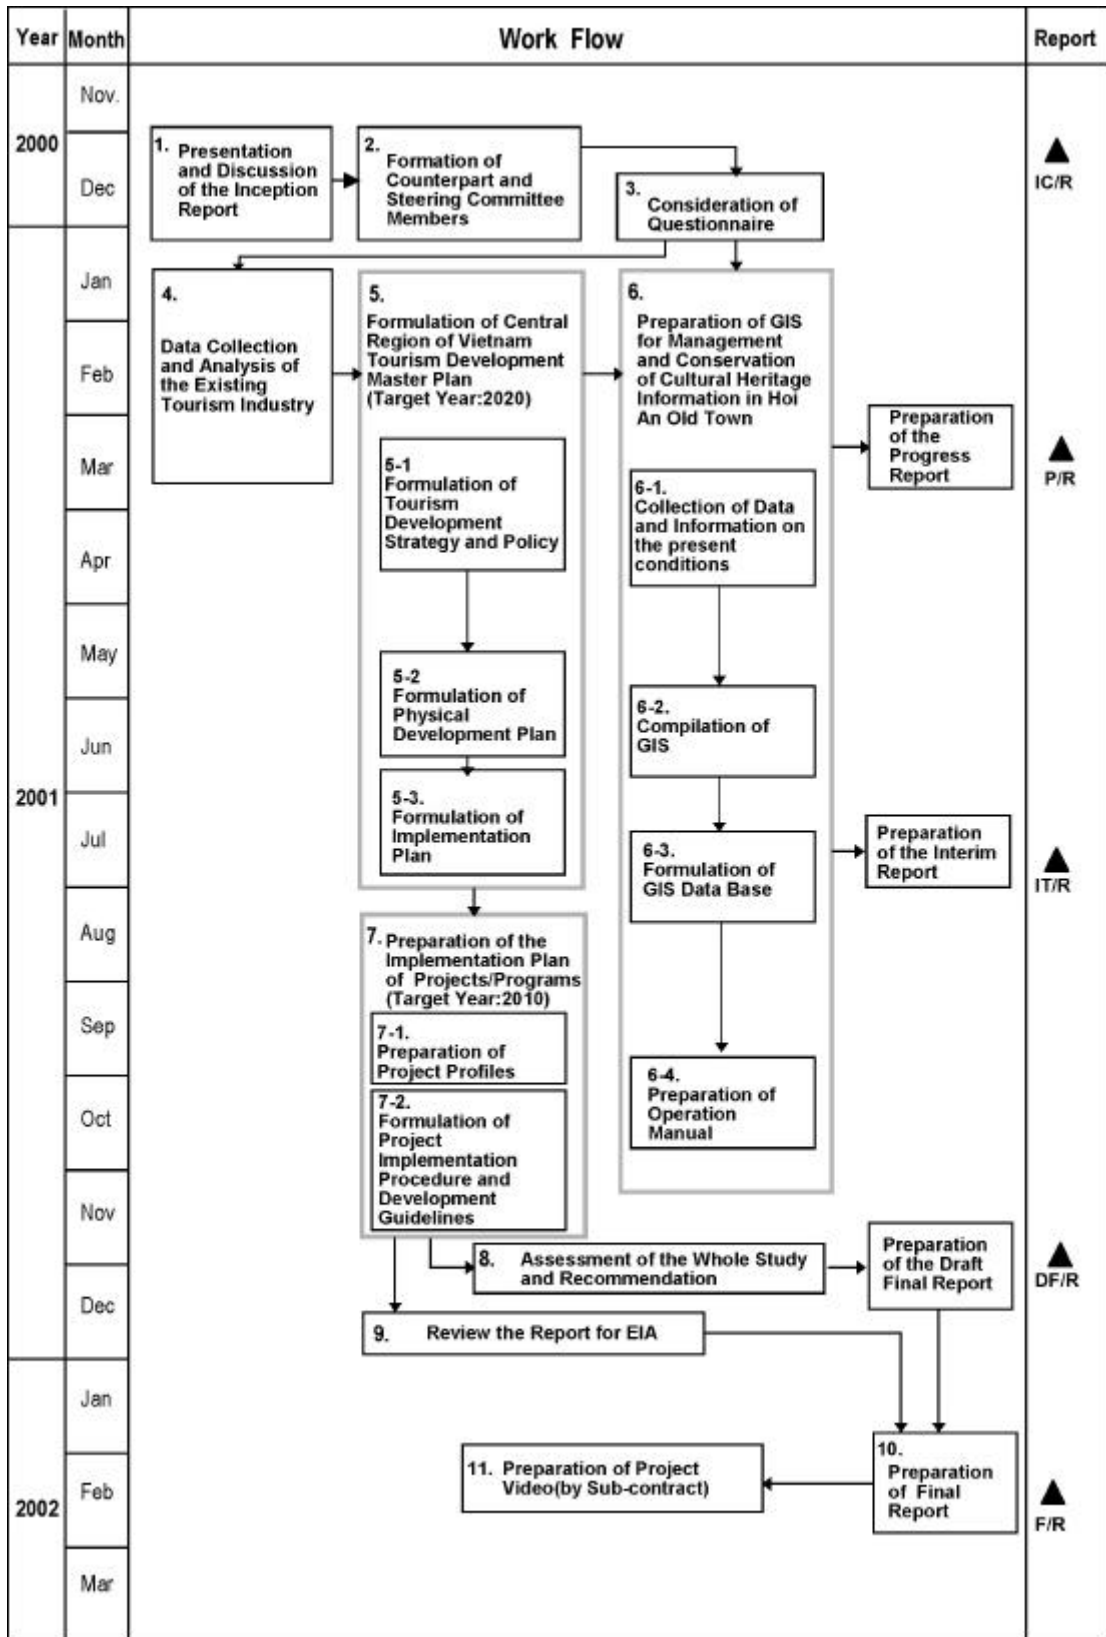 Year
Month
Work Flow
Report
2000
Nov.
Dec
1. Presentation
and Discussion
of the Inception
Report
2.
Formation of
Counterpart and
Steering Committee
Members
3.
Consideration of
Questionnaire
IC/R
2001
Jan
Feb
Mar
Apr
May
Jun
Jul
Aug
Sep
Oct
Nov
Dec
4.
Data Collection
and Analysis of
the Existing
Tourism Industry
5.
Formulation of Central
Region of Vietnam
Tourism Development
Master Plan
(Target Year:2020)
5-1
Formulation of
Tourism
Development
Strategy and Policy
5-2
Formulation of
Physical
Development Plan
5-3.
Formulation of
Implementation
Plan
6.
Preparation of GIS
for Management
and Conservation
of Cultural Heritage
Information in Hoi
An Old Town
6-1.
Collection of Data
and Information on
the present
conditions
6-2.
Compilation of
GIS
6-3.
Formulation of
GIS Data Base
6-4.
Preparation of
Operation
Manual
Preparation
of the
Progress
Report
P/R
Preparation
of the Interim
Report
IT/R
7. Preparation of the
Implementation Plan
of Projects/Programs
(Target Year:2010)
7-1.
Preparation of
Project Profiles
7-2.
Formulation of
Project
Implementation
Procedure and
Development
Guidelines
8. Assessment of the Whole Study
and Recommendation
Preparation
of the Draft
Final Report
DF/R
9. Review the Report for EIA
2002
Jan
Feb
Mar
10.
Preparation
of Final
Report
11. Preparation of Project
Video(by Sub-contract)
F/R